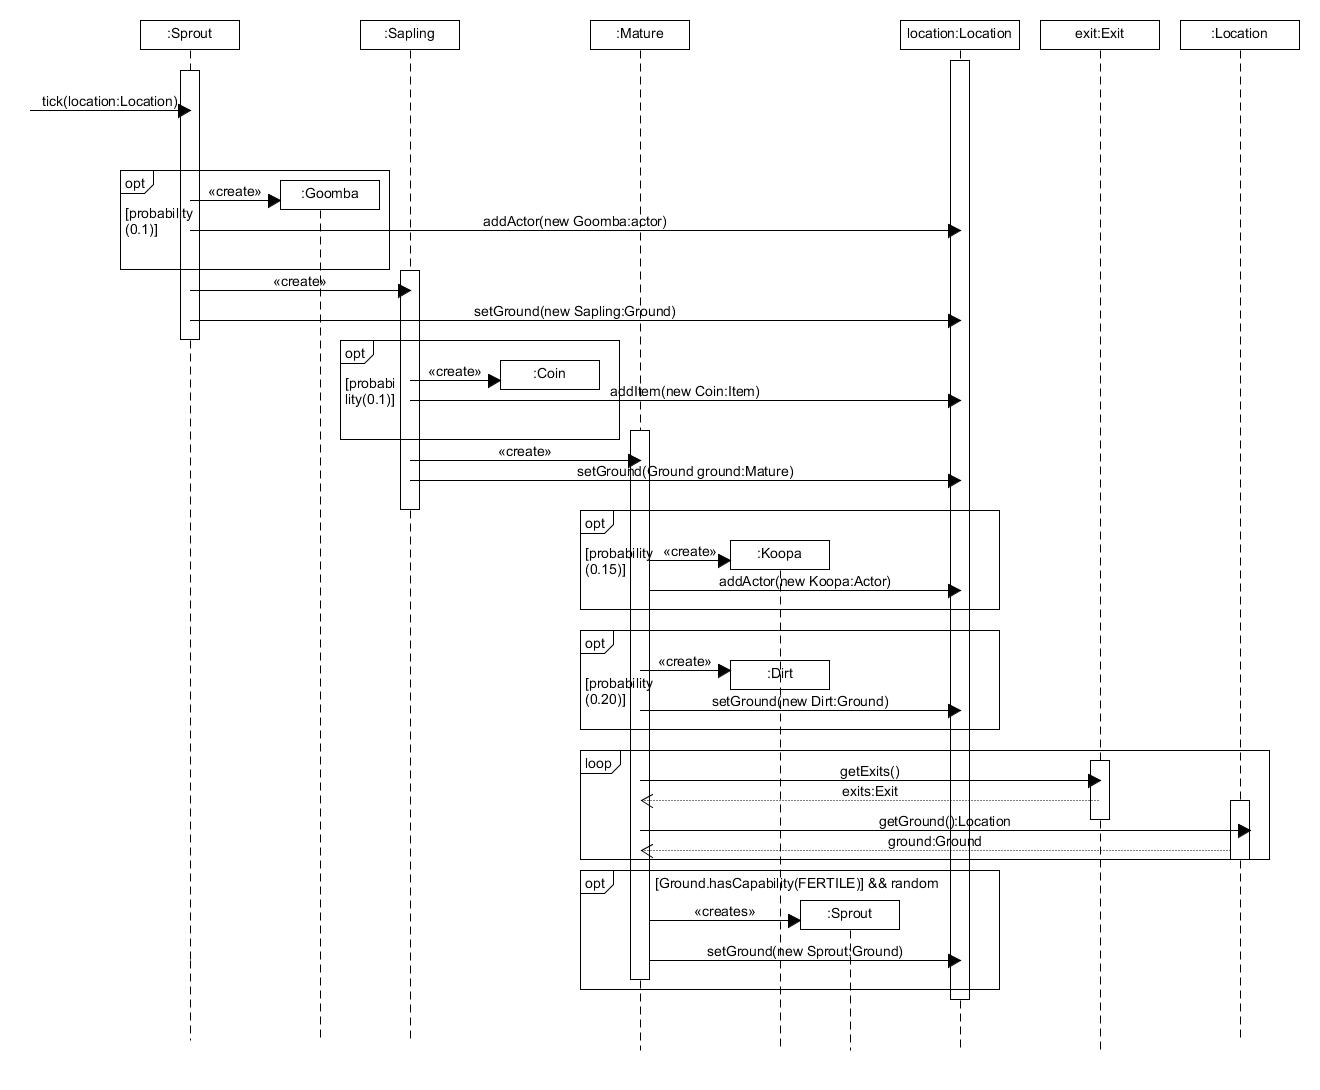 :Sprout
:Sapling
:Mature
location:Location
exit:Exit
:Location
tick(location:Location)
opt
«create»
:Goomba
[probability
(0.1)]
addActor(new Goomba:actor)
«create»
setGround(new Sapling:Ground)
opt
«create»
:Coin
[probabi
lity(0.1)]
addItem(new Coin:Item)
«create»
setGround(Ground ground:Mature)
opt
[probability
(0.15)]
«create»
:Koopa
addActor(new Koopa:Actor)
opt
«create»
:Dirt
[probability
(0.20)]
setGround(new Dirt:Ground)
loop
getExits()
exits:Exit
getGround():Location
ground:Ground
opt
[Ground.hasCapability(FERTILE)] && random
«creates»
:Sprout
setGround(new Sprout:Ground)